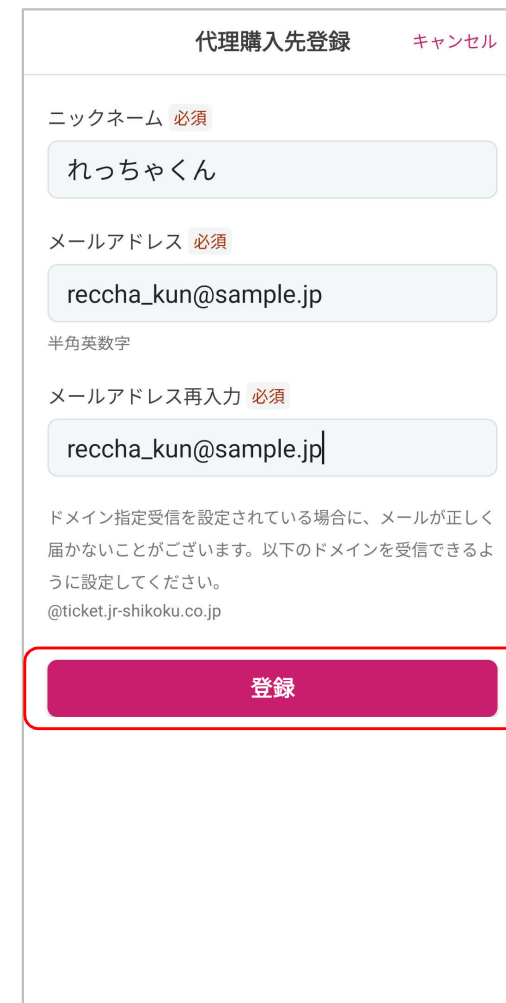 代理購入先登録 キャンセル
ニックネーム 必須
れっちゃくん
メールアドレス 必須
reccha_kun@sample.jp
半角英数字
メールアドレス再入力 必須
reccha_kun@sample.jp
ドメイン指定受信を設定されている場合に、メールが正しく
届かないことがございます。以下のドメインを受信できるよ
うに設定してください。
@ticket.jr-shikoku.co.jp
登録